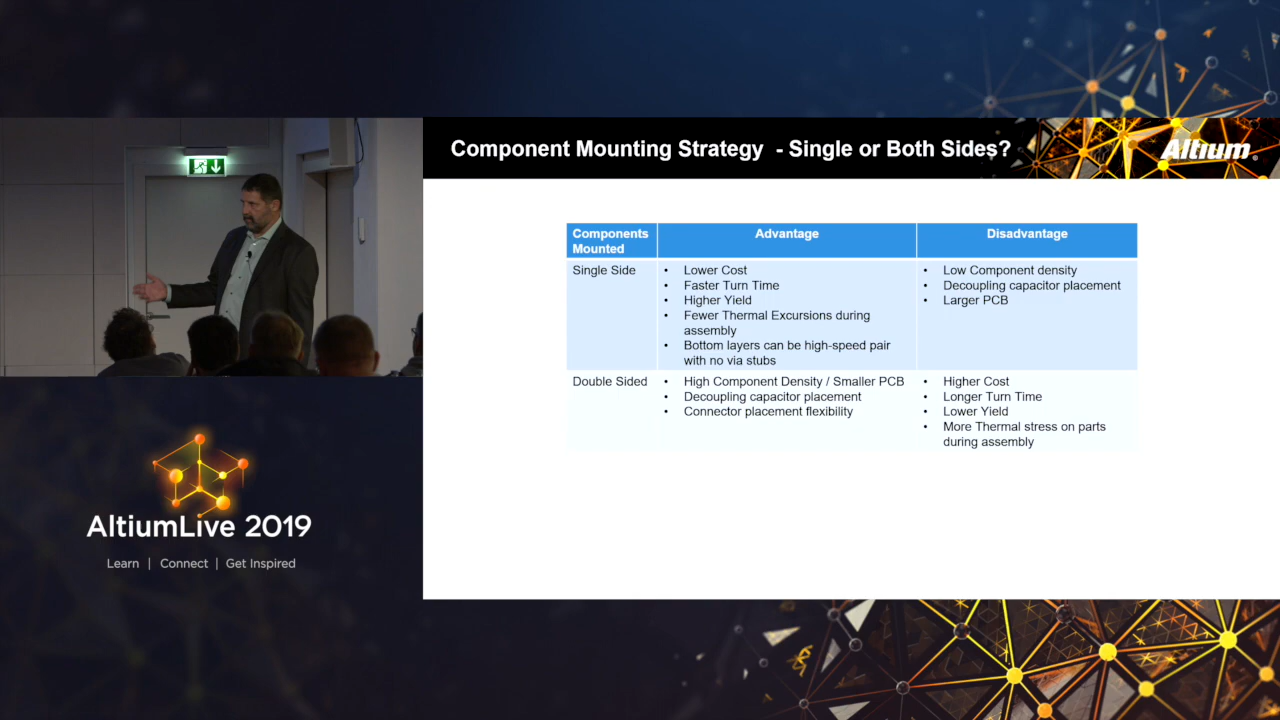 Component Mounting Strategy - Single or Both Sides?
Altium®
Components
Mounted
Advantage
Disadvantage
Single Side
• Lower Cost
• Faster Turn Time
• Higher Yield
• Fewer Thermal Excursions during
assembly
• Bottom layers can be high-speed pair
with no via stubs
• Low Component density
• Decoupling capacitor placement
• Larger PCB
Double Sided
• High Component Density / Smaller PCB
• Decoupling capacitor placement
• Connector placement flexibility
• Higher Cost
• Longer Turn Time
• Lower Yield
• More Thermal stress on parts
during assembly
AltiumLive 2019
Learn | Connect | Get Inspired